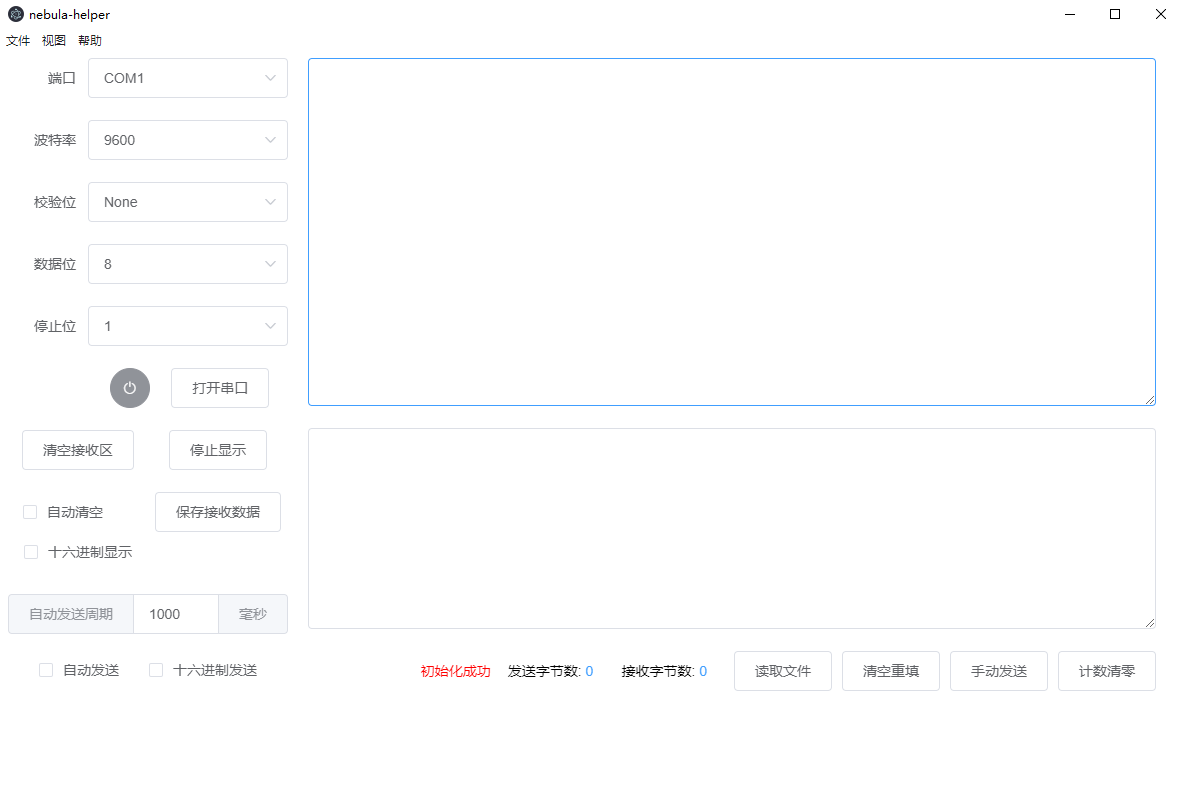 nebula-helper
文件 视图 帮助
端口 COM1
波特率 9600
校验位 None
数据位 8
停止位 1
打开串口
清空接收区 停止显示
自动清空 保存接收数据
十六进制显示
自动发送周期 1000 毫秒
自动发送 十六进制发送 初始化成功 发送字节数: 0 接收字节数: 0 读取文件 清空重填 手动发送 计数清零